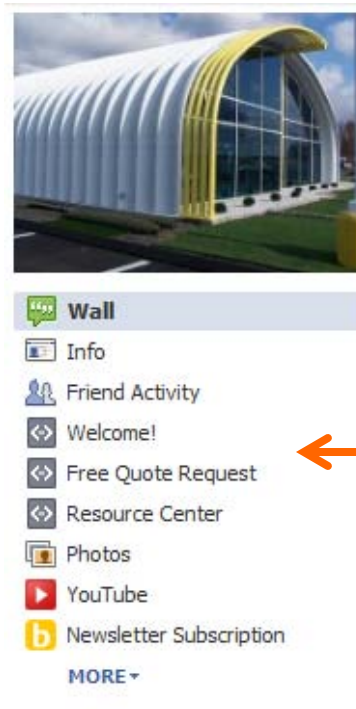 Wall
Info
Friend Activity
Welcome!
Free Quote Request
Resource Center
Photos
YouTube
b Newsletter Subscription
MORE